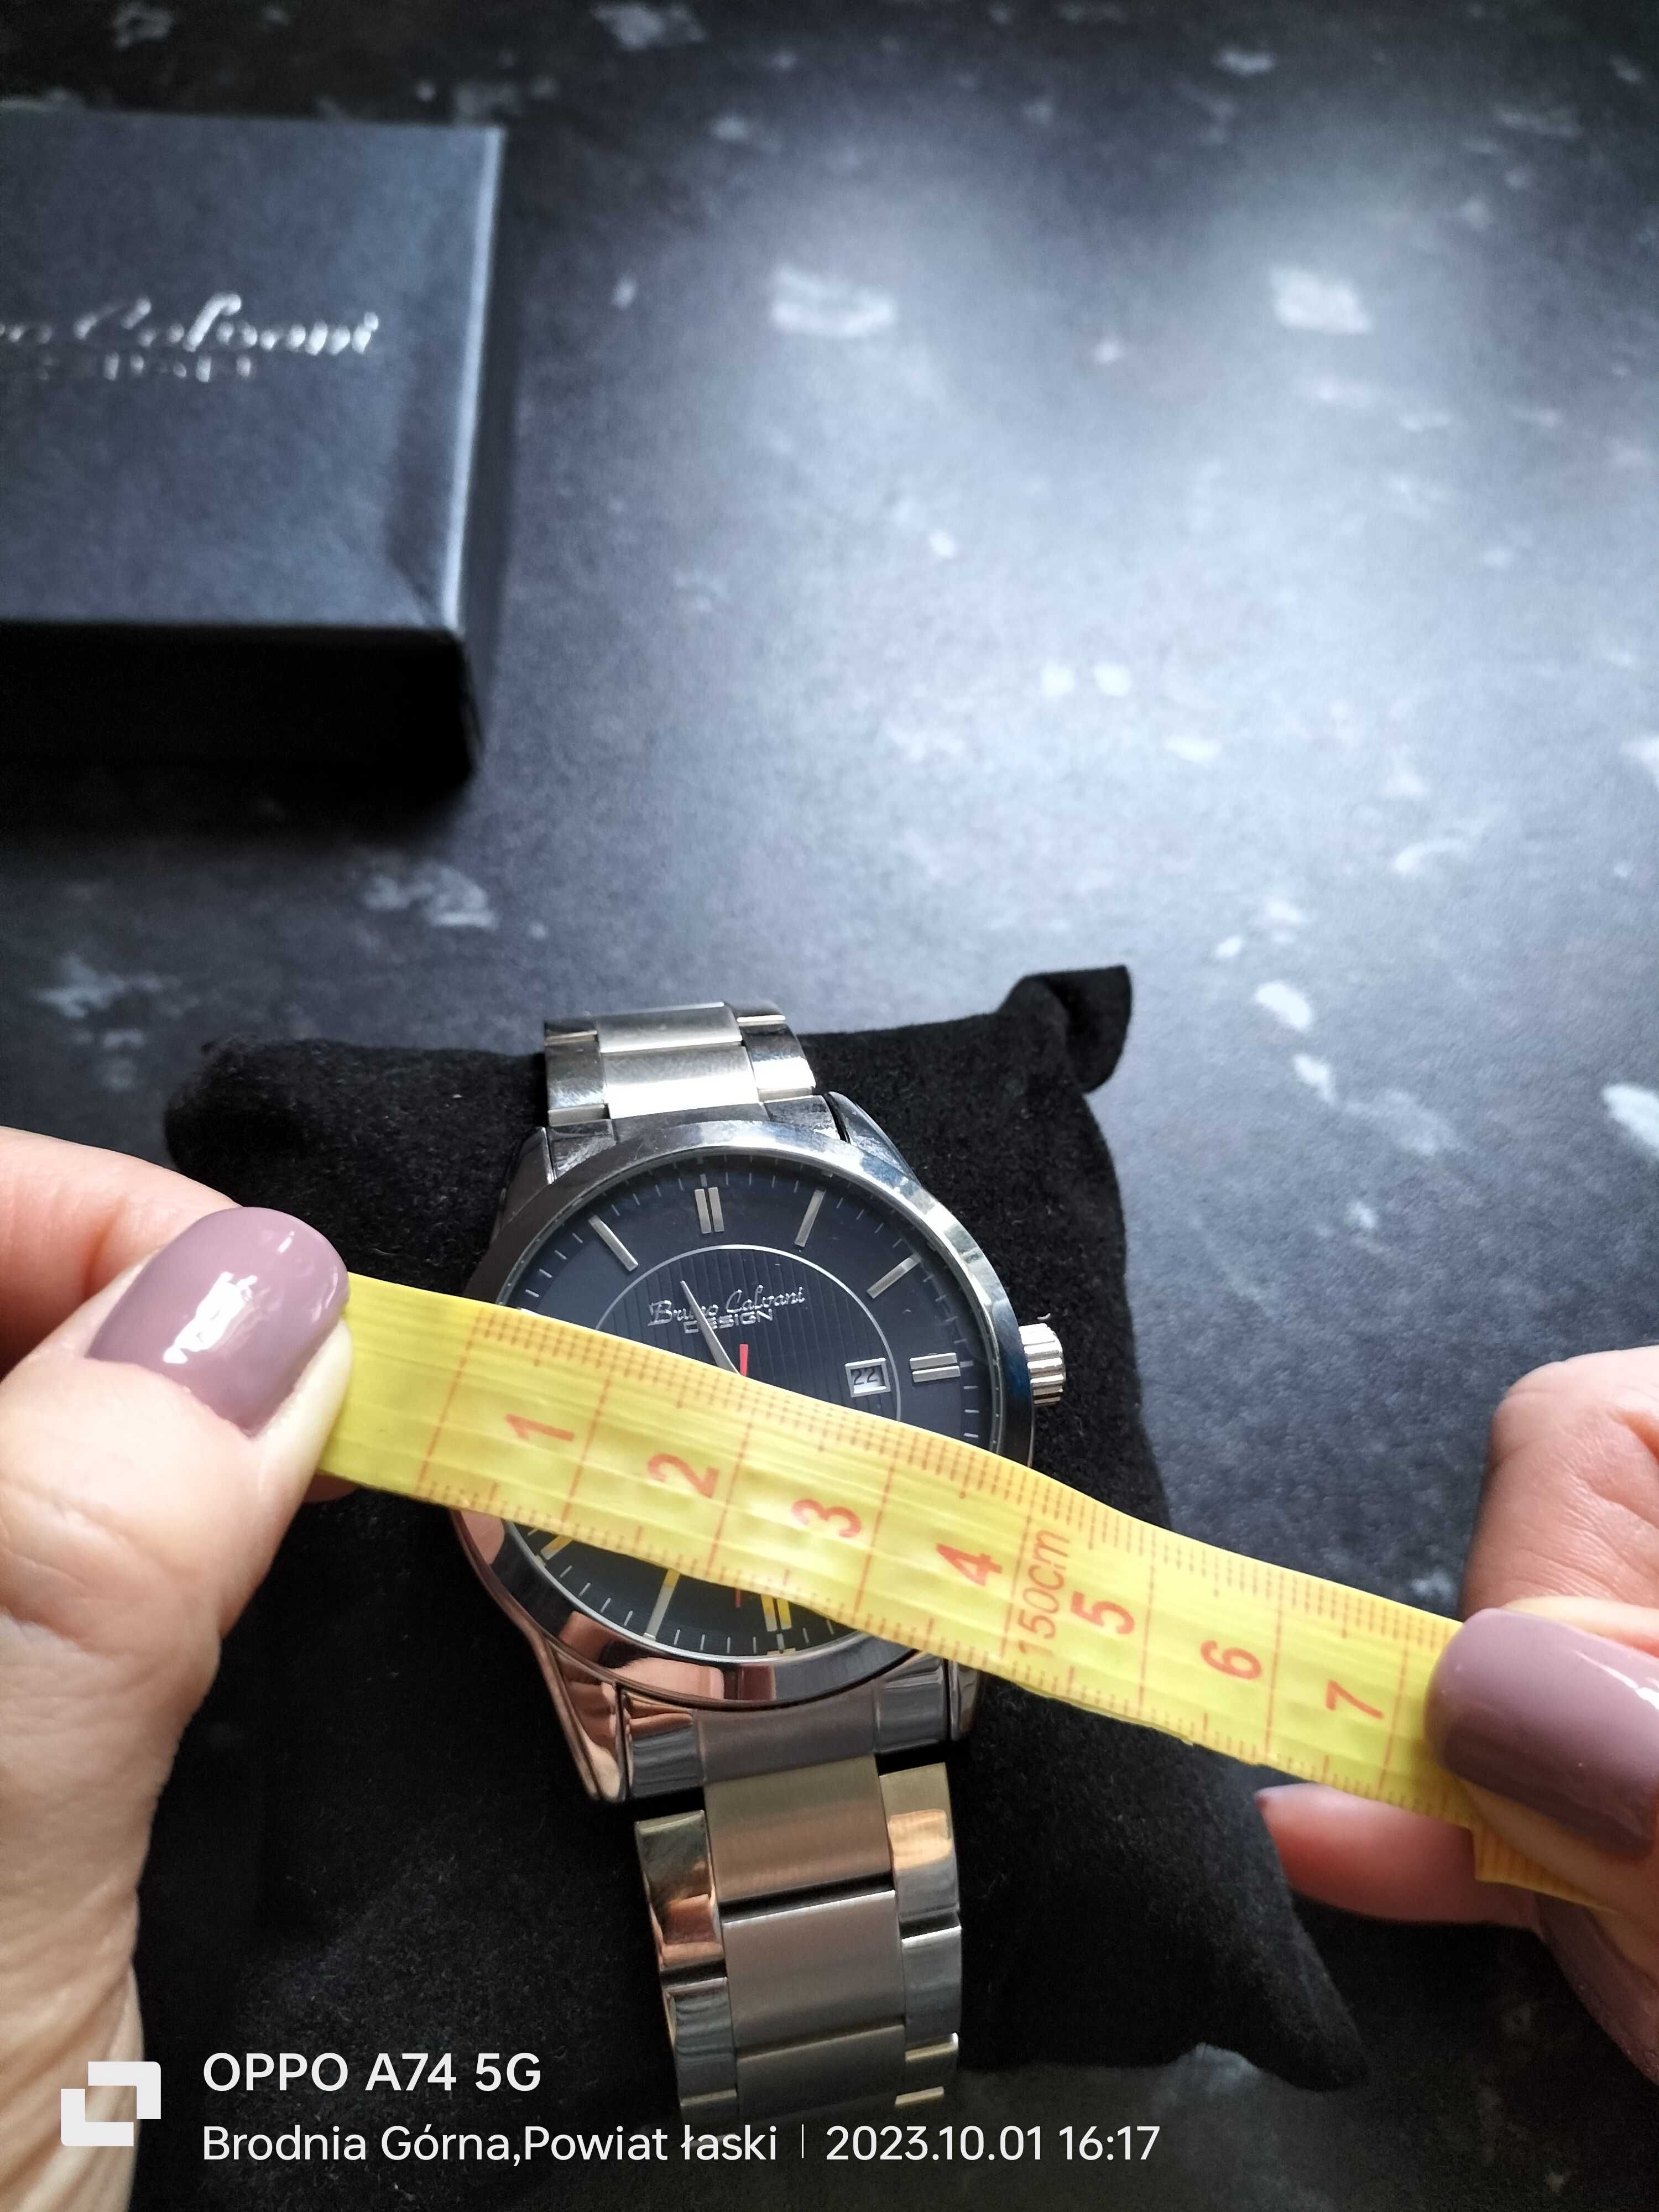 Calvani
Bruno Calvani
DESIGN
22
1 2 3 4 5 6 7
150cm
OPPO A74 5G
Brodnia Górna,Powiat łaski | 2023.10.01 16:17